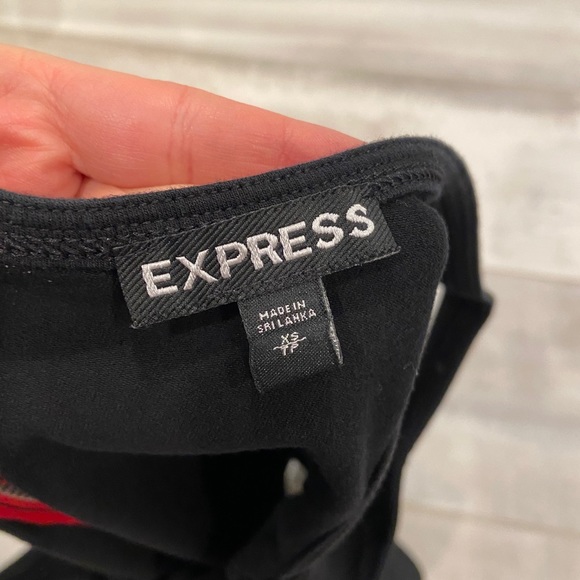 EXPRESS
MADE IN
SRI LANKA
XS
TP